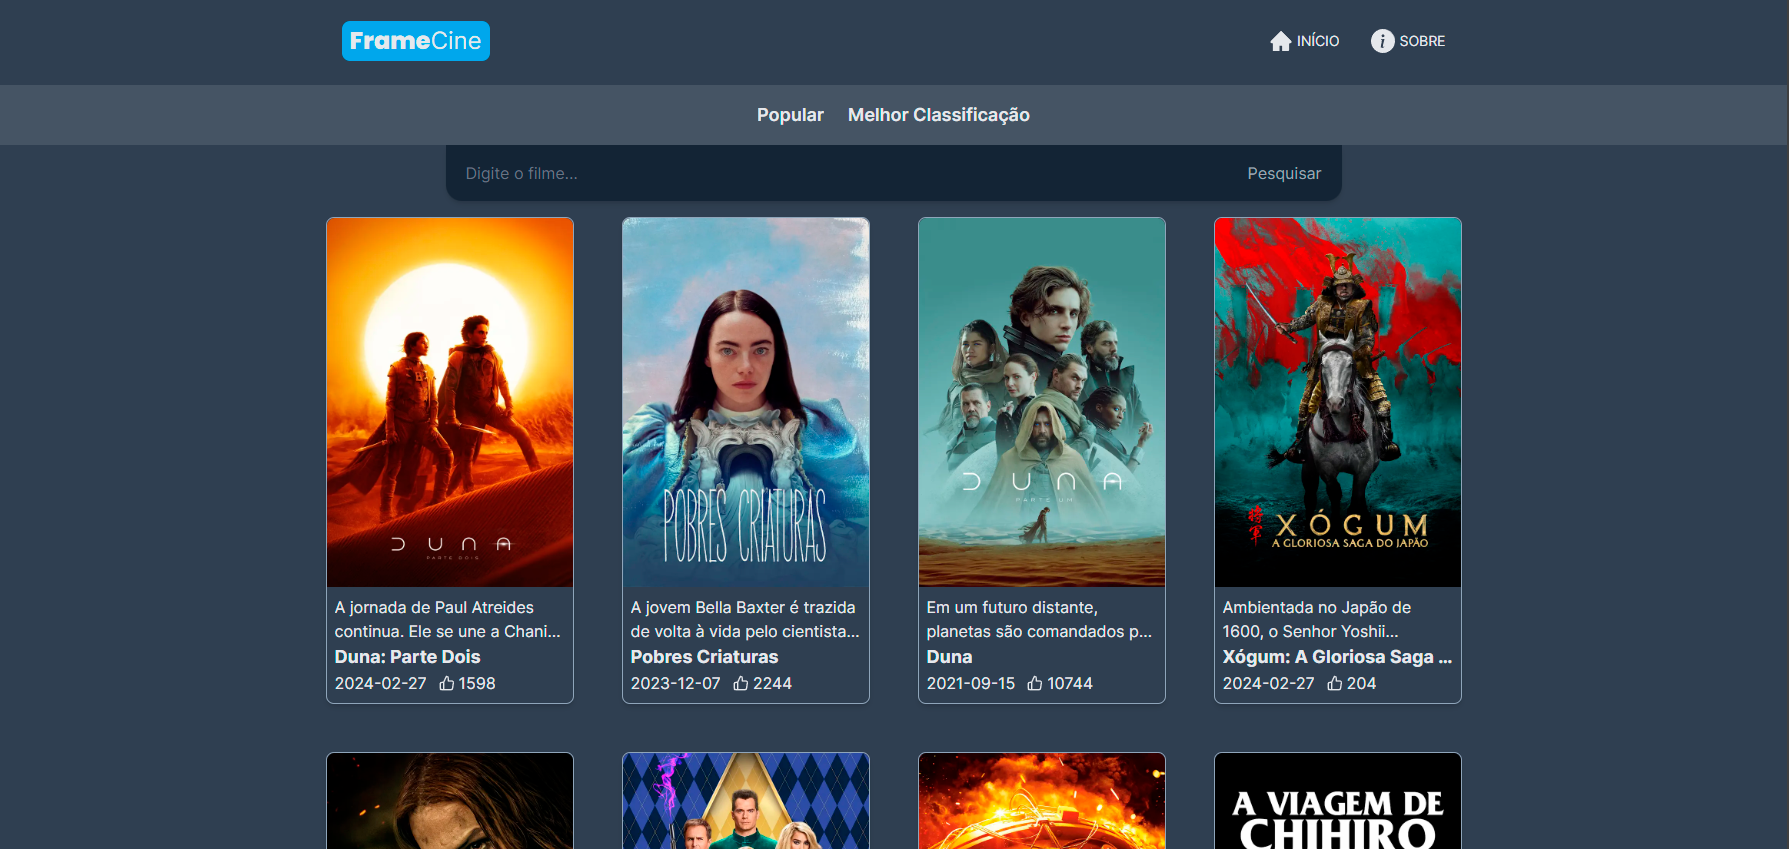 FrameCine
INÍCIO
SOBRE
Popular
Melhor Classificação
Digite o filme...
Pesquisar
DUNA
PARTE DOIS
A jornada de Paul Atreides
continua. Ele se une a Chani...
Duna: Parte Dois
2024-02-27 1598
POBRES CRIATURAS
A jovem Bella Baxter é trazida
de volta à vida pelo cientista...
Pobres Criaturas
2023-12-07 2244
DUNA
PARTE UM
Em um futuro distante,
planetas são comandados p...
Duna
2021-09-15 10744
将軍
XÓGUM
A GLORIOSA SAGA DO JAPÃO
Ambientada no Japão de
1600, o Senhor Yoshii...
Xógum: A Gloriosa Saga ...
2024-02-27 204
A VIAGEM DE
CHIHIRO